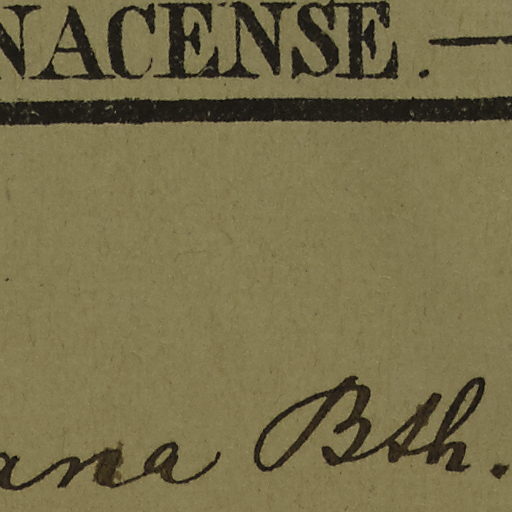 NACENSE. —
ana Bth.